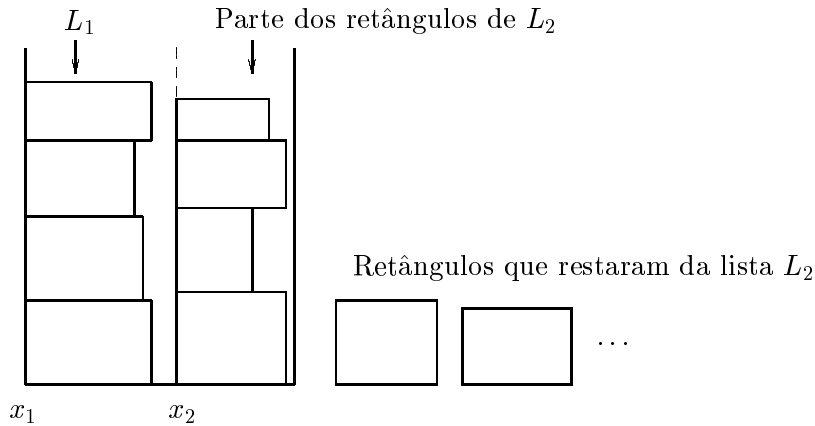 L₁
Parte dos retângulos de L₂
Retângulos que restaram da lista L₂
...
x₁
x₂